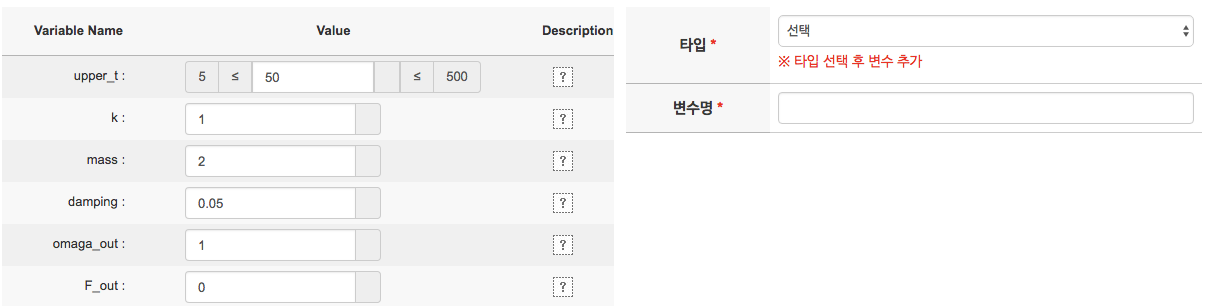 Variable Name Value Description
upper_t : 5 ≤ 50 ≤ 500 ?
k : 1 ?
mass : 2 ?
damping : 0.05 ?
omaga_out : 1 ?
F_out : 0 ?
타입 * 선택
※ 타입 선택 후 변수 추가
변수명 *